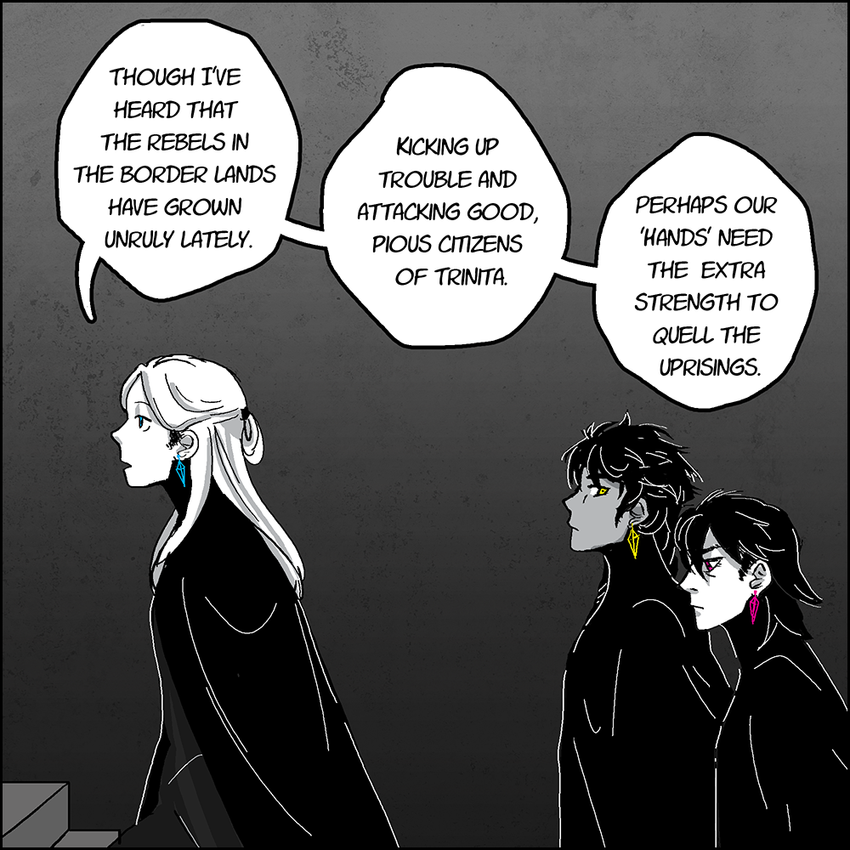 THOUGH I'VE
HEARD THAT
THE REBELS IN
THE BORDER LANDS
HAVE GROWN
UNRULY LATELY.
KICKING UP
TROUBLE AND
ATTACKING GOOD,
PIOUS CITIZENS
OF TRINITA.
PERHAPS OUR
'HANDS' NEED
THE EXTRA
STRENGTH TO
QUELL THE
UPRISINGS.